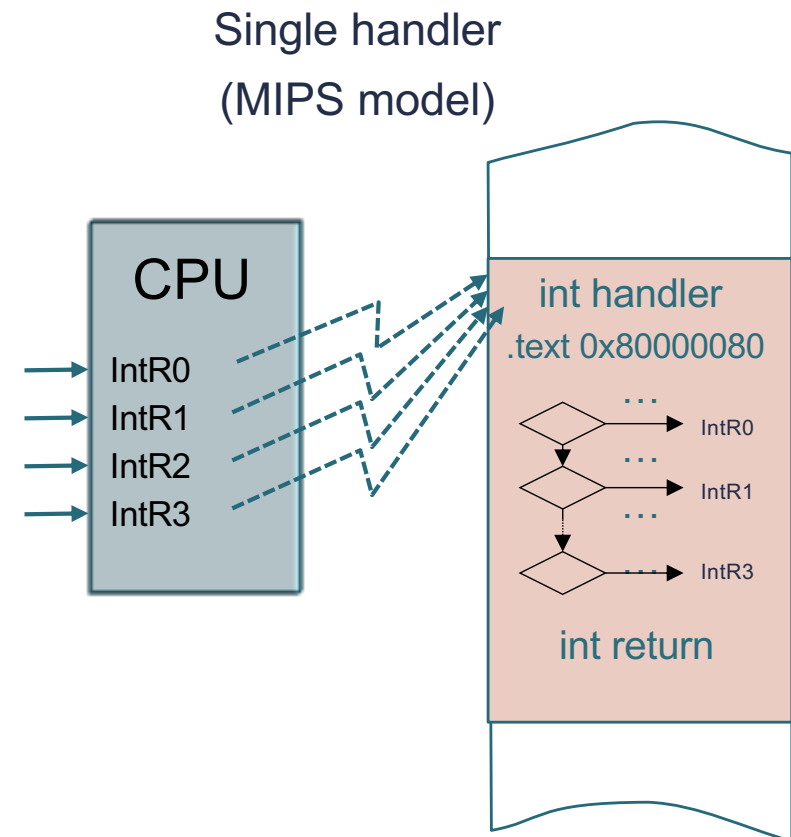 Single handler
(MIPS model)
CPU
IntR0
IntR1
IntR2
IntR3
int handler
.text 0x80000080
...
IntR0
...
IntR1
...
... IntR3
int return